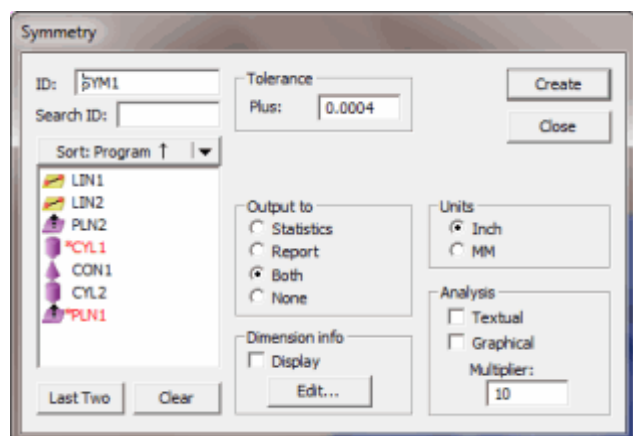 Symmetry
ID: SYM1
Search ID:
Sort: Program ↑
LIN1
LIN2
PLN2
*CYL1
CON1
CYL2
*PLN1
Last Two
Clear
Tolerance
Plus: 0.0004
Output to
Statistics
Report
Both
None
Dimension info
Display
Edit...
Create
Close
Units
Inch
MM
Analysis
Textual
Graphical
Multiplier:
10